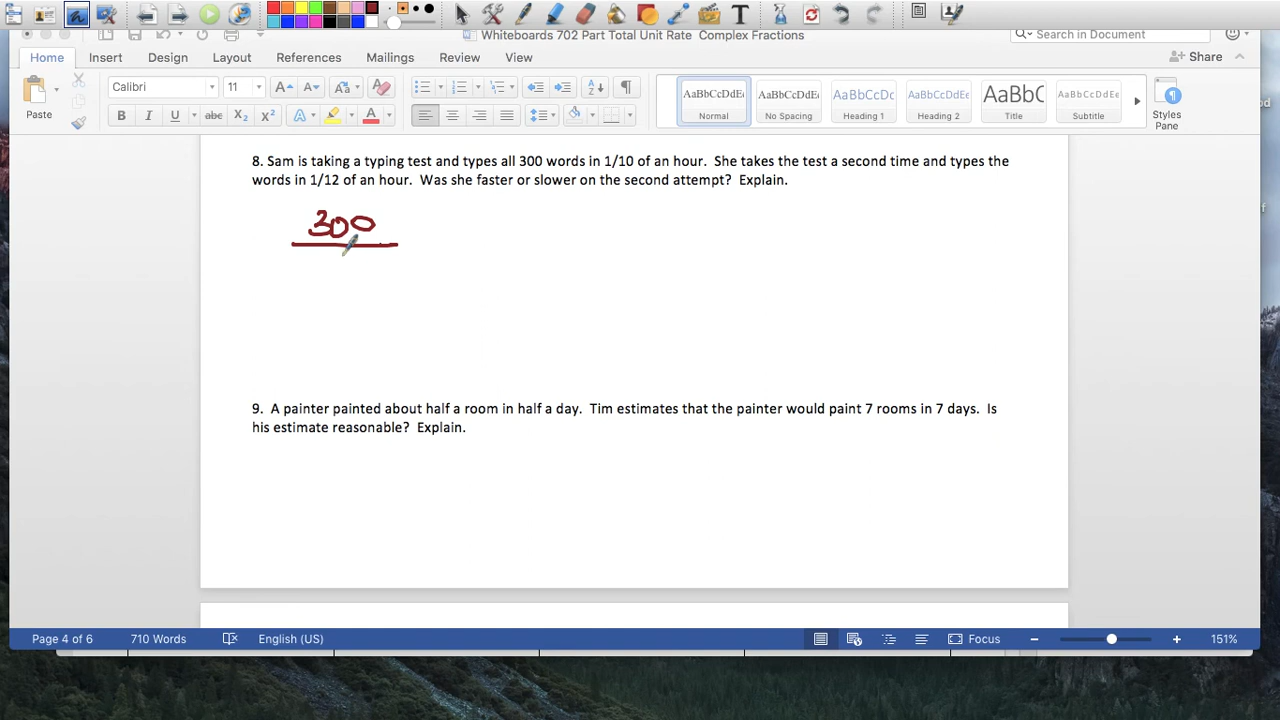 Whiteboards 702 Part Total Unit Rate Complex Fractions
Search in Document
Home Insert Design Layout References Mailings Review View Share
Paste Calibri 11 AaBbCcDdEe AaBbCcDdEe AaBbCcDc AaBbCcDdEe AaBbC AaBbCcDdEe
B I U abc X₂ X² A A Normal No Spacing Heading 1 Heading 2 Title Subtitle Styles Pane
8. Sam is taking a typing test and types all 300 words in 1/10 of an hour. She takes the test a second time and types the
words in 1/12 of an hour. Was she faster or slower on the second attempt? Explain.
300
9. A painter painted about half a room in half a day. Tim estimates that the painter would paint 7 rooms in 7 days. Is
his estimate reasonable? Explain.
Page 4 of 6 710 Words English (US) Focus 151%